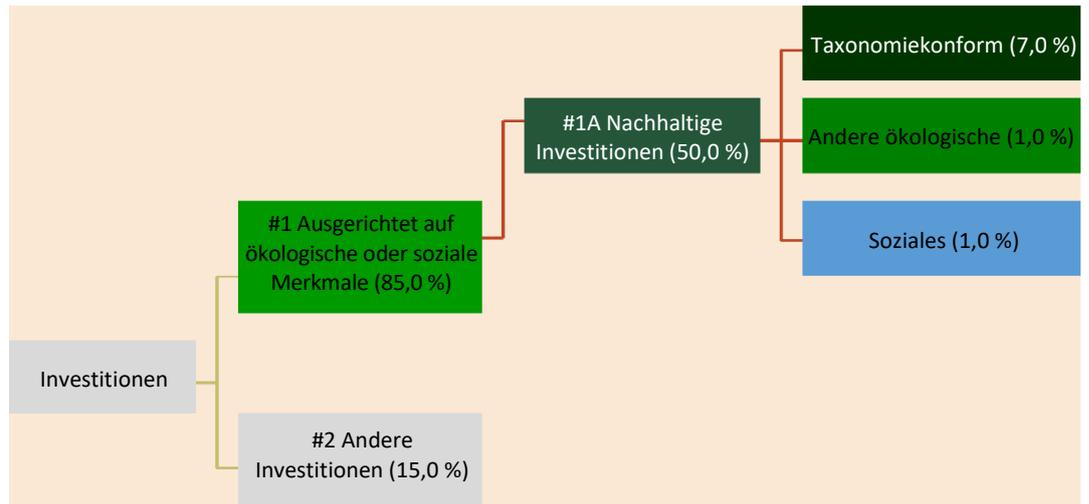 Taxonomiekonform (7,0 %)
#1A Nachhaltige
Investitionen (50,0 %)
Andere ökologische (1,0 %)
#1 Ausgerichtet auf
ökologische oder soziale
Merkmale (85,0 %)
Soziales (1,0 %)
Investitionen
#2 Andere
Investitionen (15,0 %)